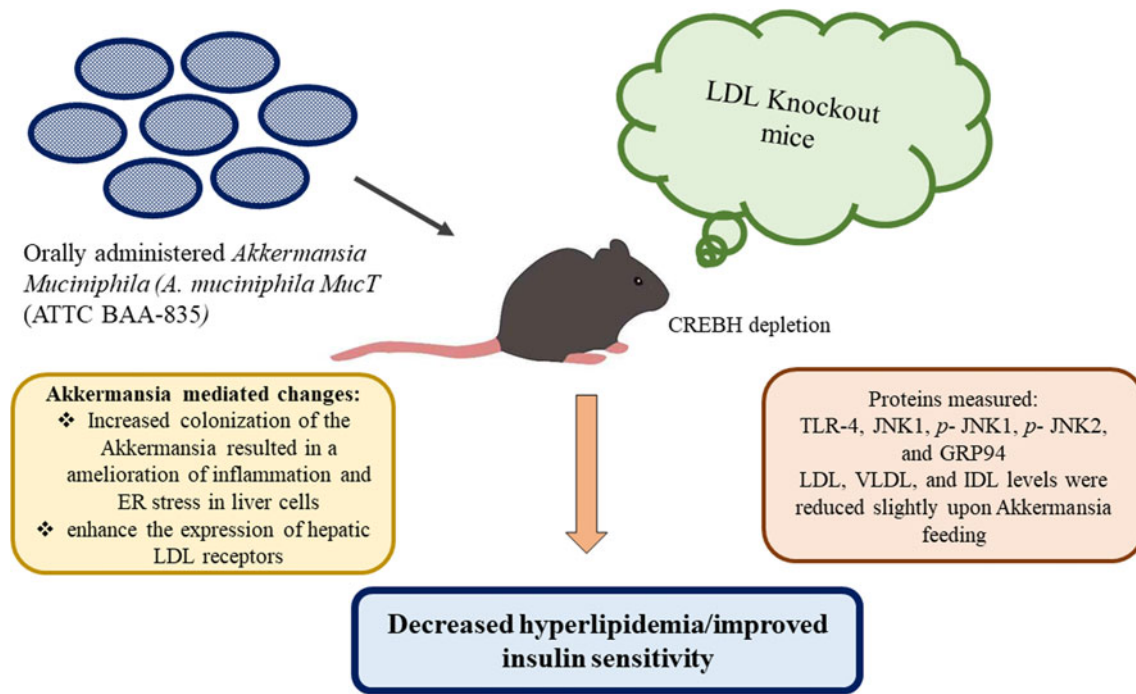 LDL Knockout
mice
Orally administered Akkermansia
Muciniphila (A. muciniphila MucT
(ATTC BAA-835)
CREBH depletion
Akkermansia mediated changes:
❖ Increased colonization of the
Akkermansia resulted in a
amelioration of inflammation and
ER stress in liver cells
❖ enhance the expression of hepatic
LDL receptors
Proteins measured:
TLR-4, JNK1, p- JNK1, p- JNK2,
and GRP94
LDL, VLDL, and IDL levels were
reduced slightly upon Akkermansia
feeding
Decreased hyperlipidemia/improved
insulin sensitivity